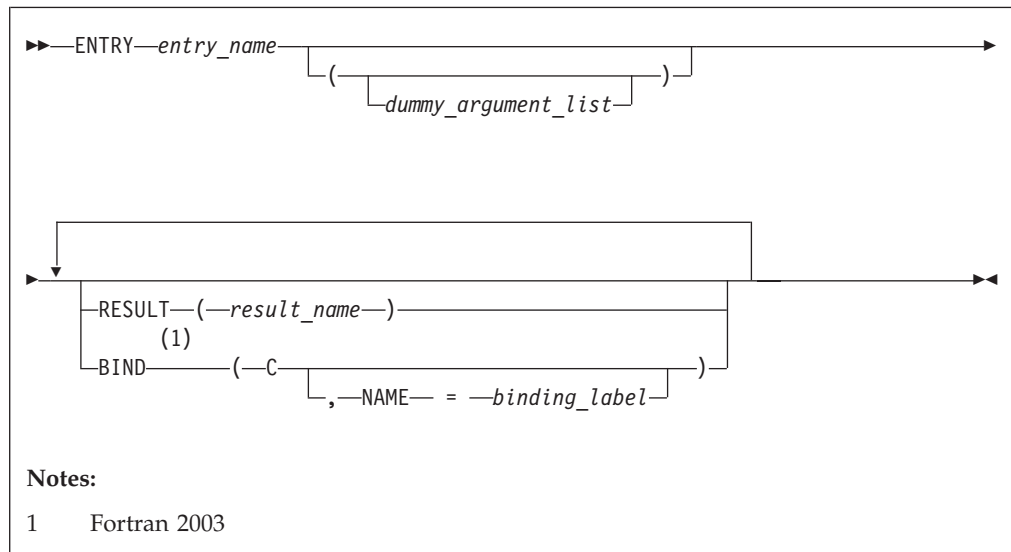 ENTRY entry_name
( )
dummy_argument_list
RESULT ( result_name )
(1)
BIND ( C )
, NAME = binding_label
Notes:
1 Fortran 2003